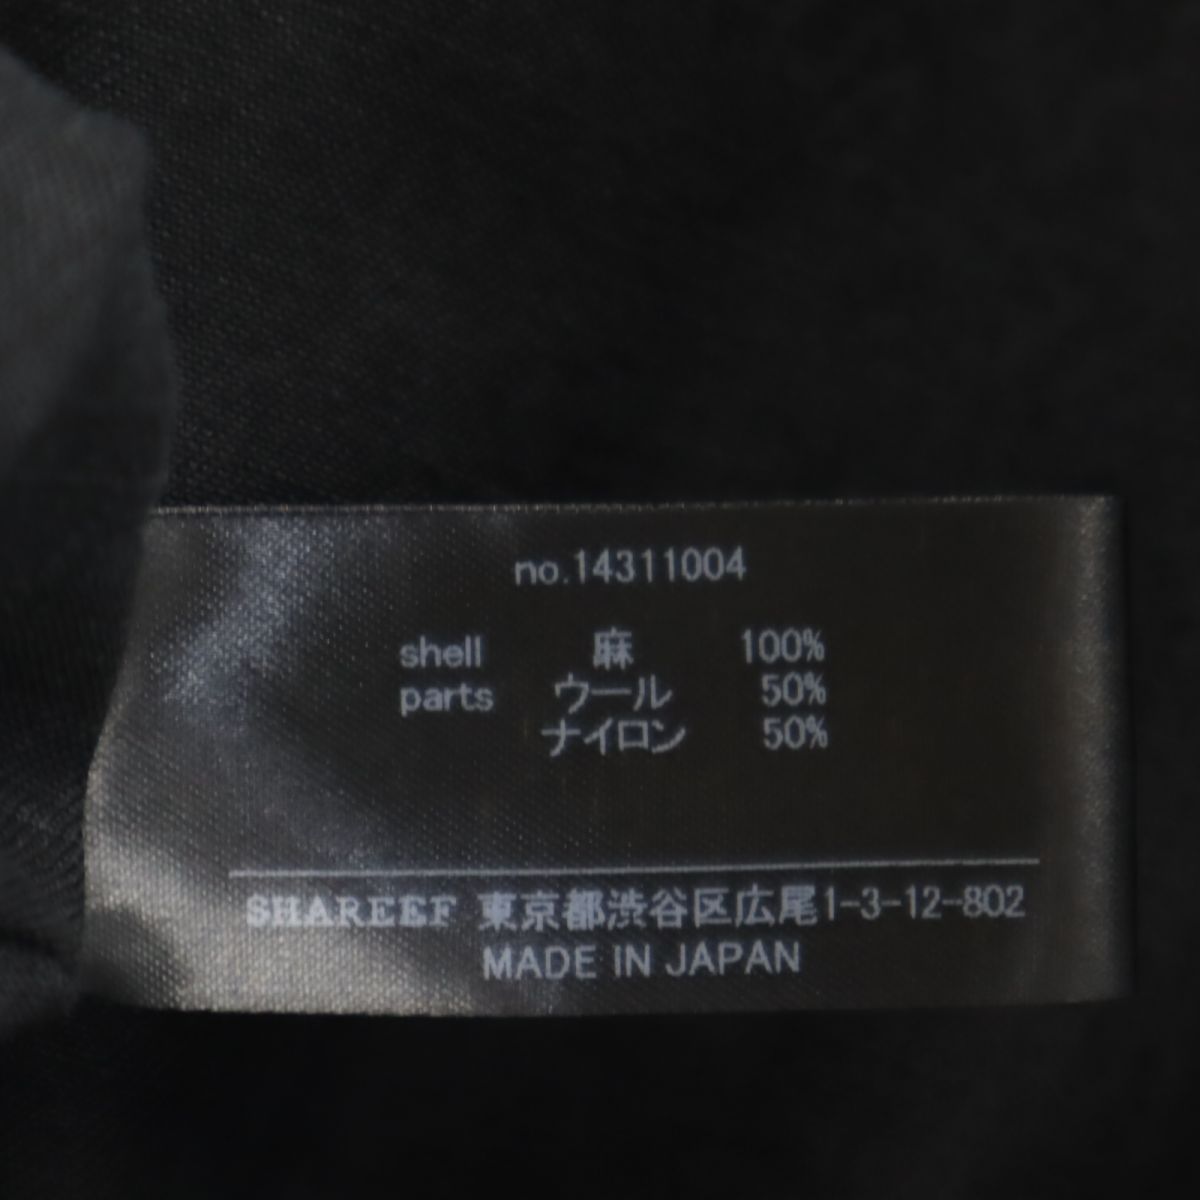 no.14311004
shell 麻 100%
parts ウール 50%
ナイロン 50%
SHAREEF 東京都渋谷区広尾1-3-12-802
MADE IN JAPAN